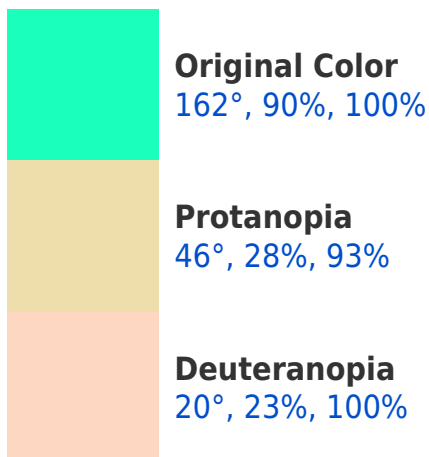 Original Color
162°, 90%, 100%
Protanopia
46°, 28%, 93%
Deuteranopia
20°, 23%, 100%